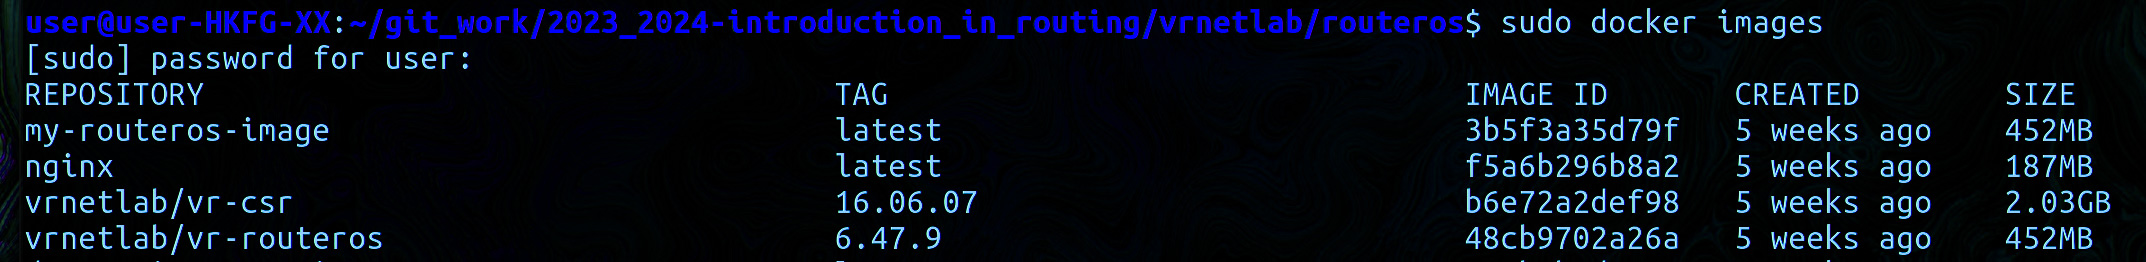 user@user-HKFG-XX:~/git_work/2023_2024-introduction_in_routing/vrnetlab/routeros$ sudo docker images
[sudo] password for user:
REPOSITORY TAG IMAGE ID CREATED SIZE
my-routeros-image latest 3b5f3a35d79f 5 weeks ago 452MB
nginx latest f5a6b296b8a2 5 weeks ago 187MB
vrnetlab/vr-csr 16.06.07 b6e72a2def98 5 weeks ago 2.03GB
vrnetlab/vr-routeros 6.47.9 48cb9702a26a 5 weeks ago 452MB